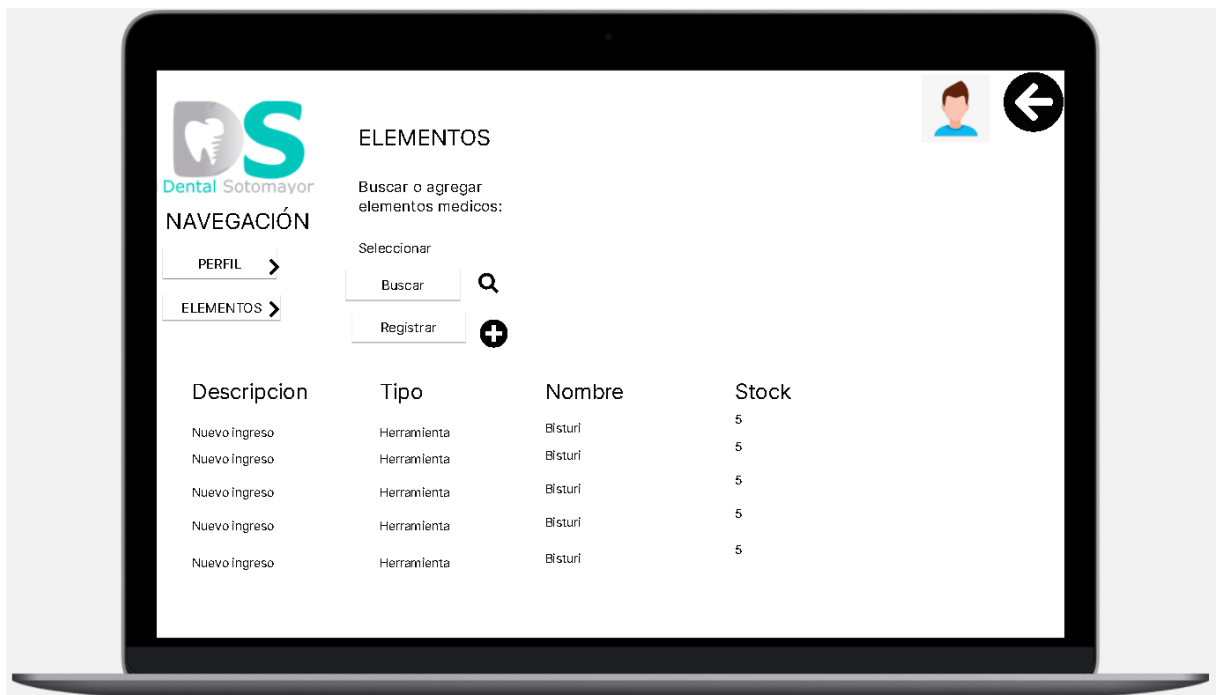 DS
Dental Sotomayor
NAVEGACIÓN
PERFIL
ELEMENTOS
ELEMENTOS
Buscar o agregar
elementos medicos:
Seleccionar
Buscar
Registrar
Descripcion Tipo Nombre Stock
Nuevo ingreso Herramienta Bisturi 5
Nuevo ingreso Herramienta Bisturi 5
Nuevo ingreso Herramienta Bisturi 5
Nuevo ingreso Herramienta Bisturi 5
Nuevo ingreso Herramienta Bisturi 5